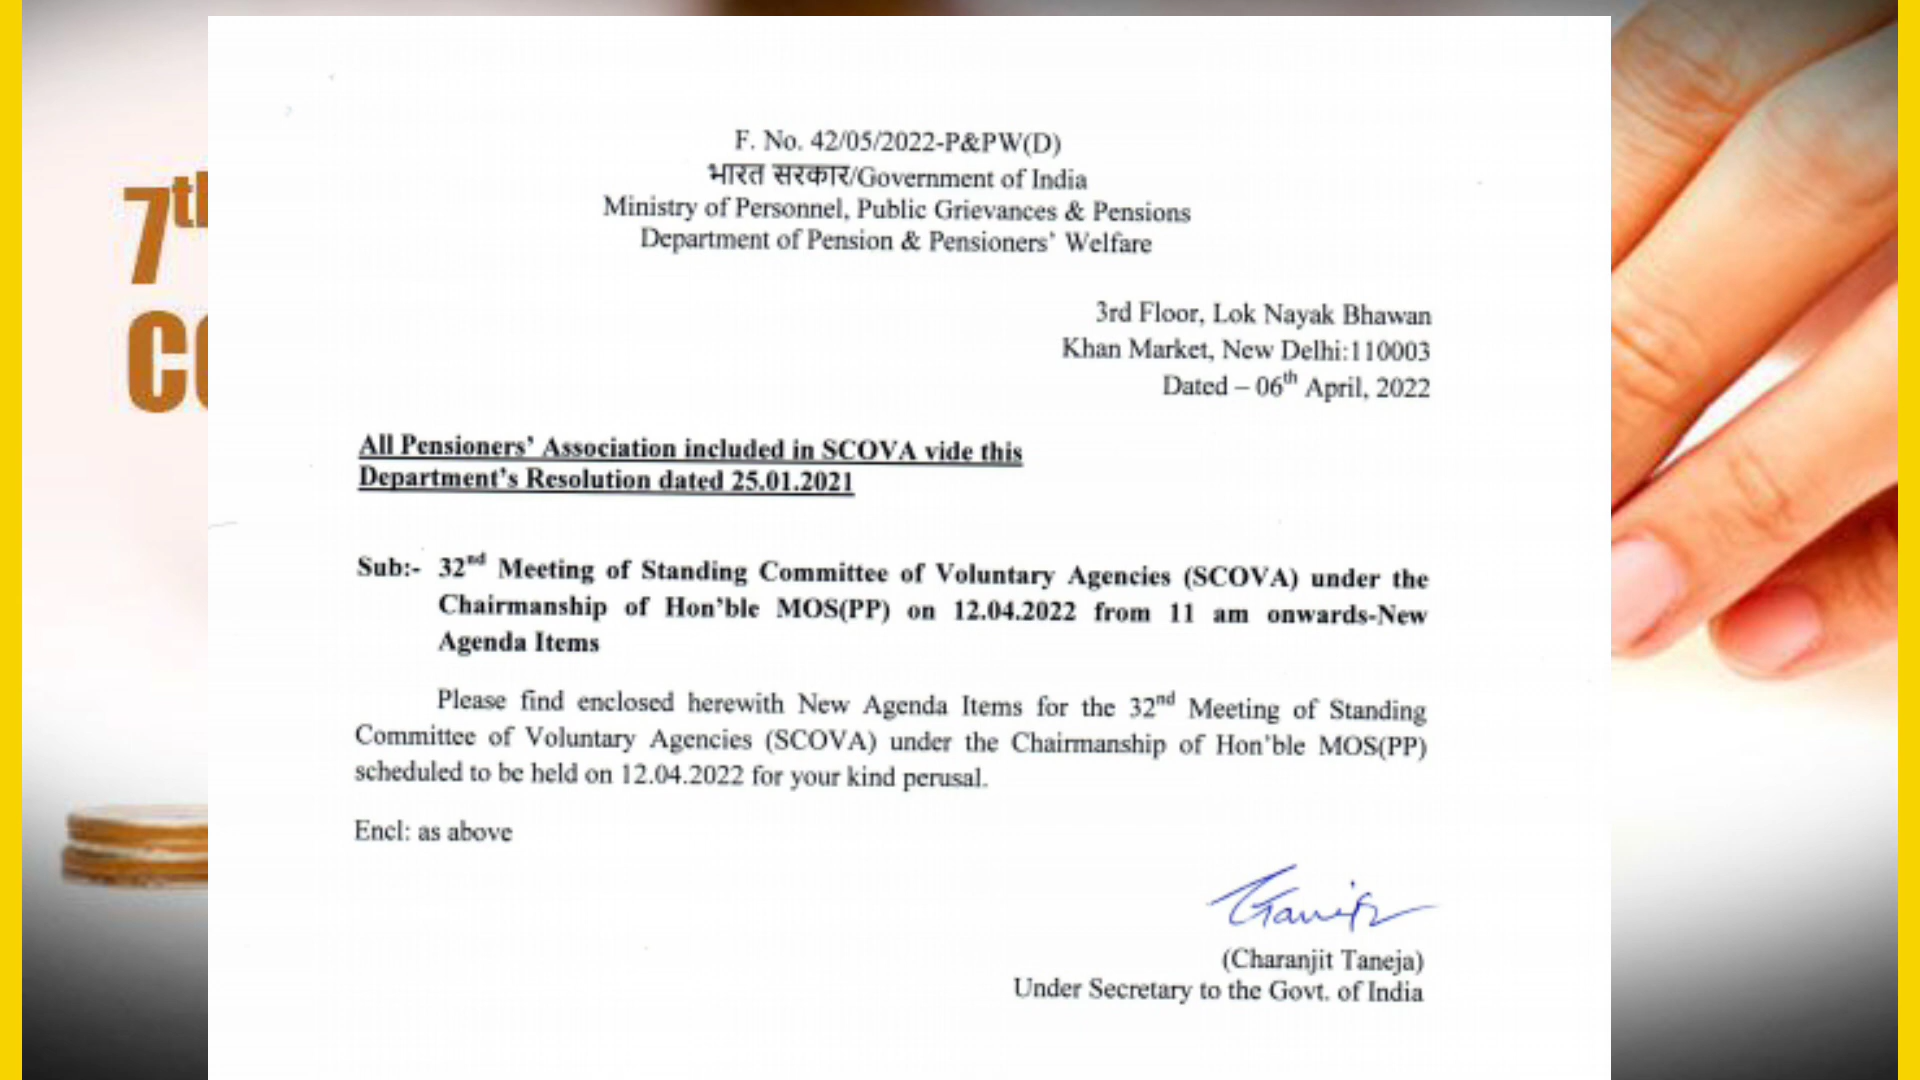 7th
F. No. 42/05/2022-P&PW(D)
भारत सरकार/Government of India
Ministry of Personnel, Public Grievances & Pensions
Department of Pension & Pensioners' Welfare
3rd Floor, Lok Nayak Bhawan
Khan Market, New Delhi:110003
Dated – 06th April, 2022
All Pensioners' Association included in SCOVA vide this
Department's Resolution dated 25.01.2021
Sub:- 32nd Meeting of Standing Committee of Voluntary Agencies (SCOVA) under the
Chairmanship of Hon'ble MOS(PP) on 12.04.2022 from 11 am onwards-New
Agenda Items
Please find enclosed herewith New Agenda Items for the 32nd Meeting of Standing
Committee of Voluntary Agencies (SCOVA) under the Chairmanship of Hon'ble MOS(PP)
scheduled to be held on 12.04.2022 for your kind perusal.
Encl: as above
(Charanjit Taneja)
Under Secretary to the Govt. of India